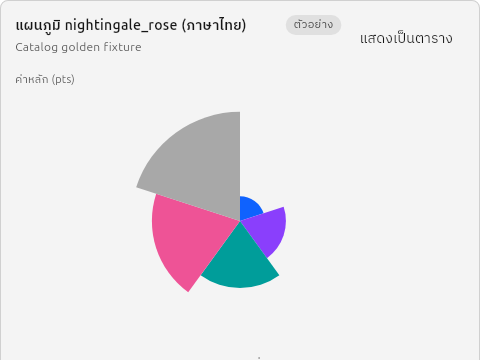 แผนภูมิ nightingale_rose (ภาษาไทย)
ตัวอย่าง
แสดงเป็นตาราง
Catalog golden fixture
ค่าหลัก (pts)